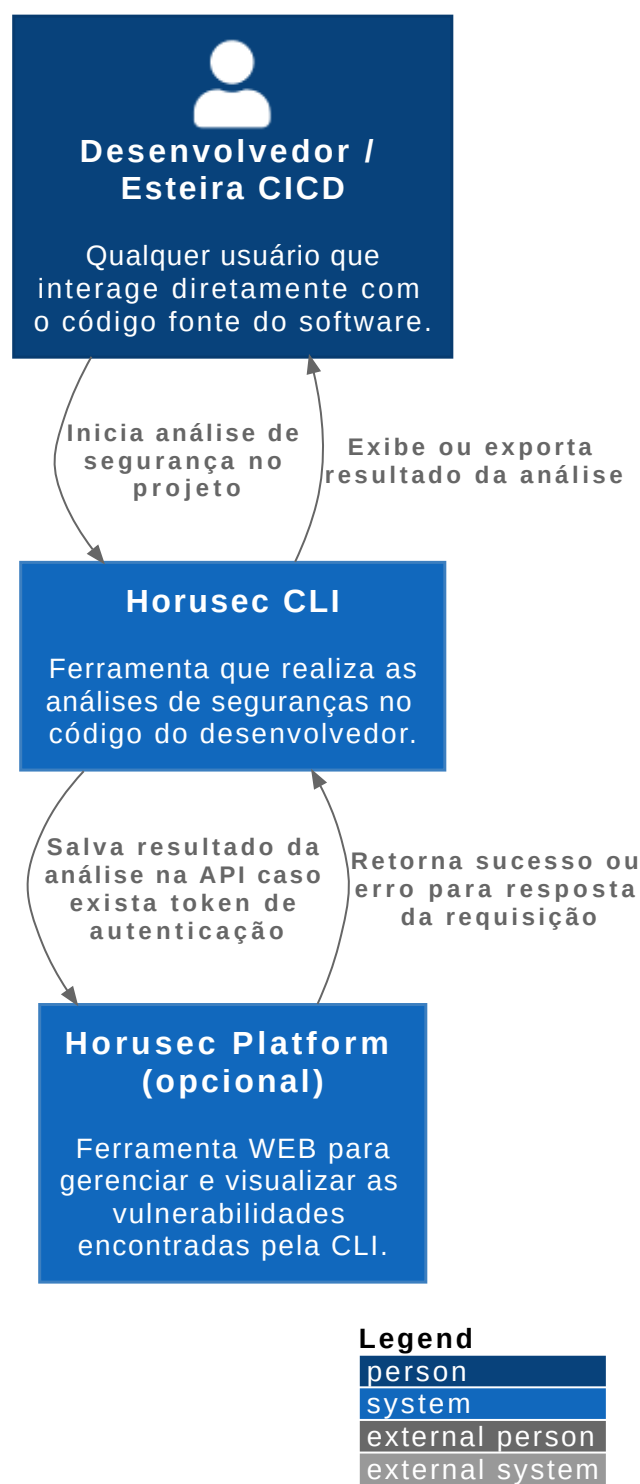 Desenvolvedor /
Esteira CICD
Qualquer usuário que
interage diretamente com
o código fonte do software.
Inicia análise de
segurança no
projeto
Exibe ou exporta
resultado da análise
Horusec CLI
Ferramenta que realiza as
análises de seguranças no
código do desenvolvedor.
Salva resultado da
análise na API caso
exista token de
autenticação
Retorna sucesso ou
erro para resposta
da requisição
Horusec Platform
(opcional)
Ferramenta WEB para
gerenciar e visualizar as
vulnerabilidades
encontradas pela CLI.
Legend
person
system
external person
external system